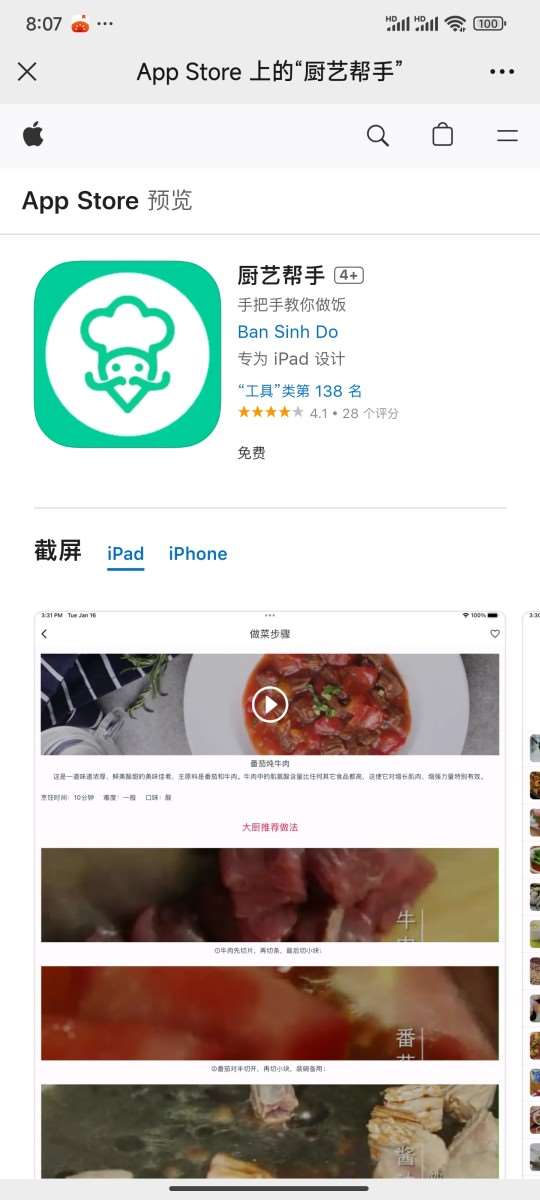 8:07
HD HD 100
App Store 上的“厨艺帮手”
App Store 预览
厨艺帮手 4+
手把手教你做饭
Ban Sinh Do
专为 iPad 设计
“工具”类第 138 名
4.1 • 28 个评分
免费
截屏 iPad iPhone
3:31 PM Tue Jan 16 100%
做菜步骤
番茄炖牛肉
这是一道味道浓厚，鲜美酸甜的美味佳肴，主原料是番茄和牛肉。牛肉中的肌氨酸含量比任何其它食品都高，这使它对增长肌肉、增强力量特别有效。
烹饪时间：10分钟 难度：一般 口味：酸
大厨推荐做法
牛
①牛肉先切片，再切条，最后切小块；
番
②番茄对半切开，再切小块，装碗备用；
酱